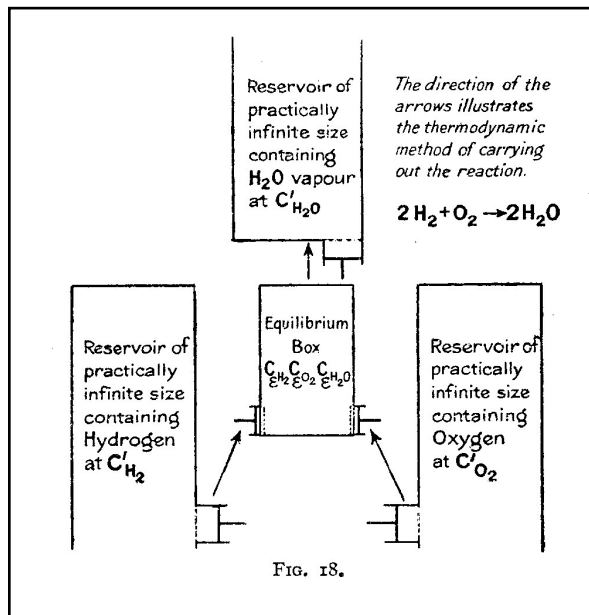 Reservoir of
practically
infinite size
containing
H₂O vapour
at C'H₂O
The direction of the
arrows illustrates
the thermodynamic
method of carrying
out the reaction.
2H₂+O₂→2H₂O
Reservoir of
practically
infinite size
containing
Hydrogen
at C'H₂
Equilibrium
Box
CεH₂ CεO₂ CεH₂O
Reservoir of
practically
infinite size
containing
Oxygen
at C'O₂
FIG. 18.